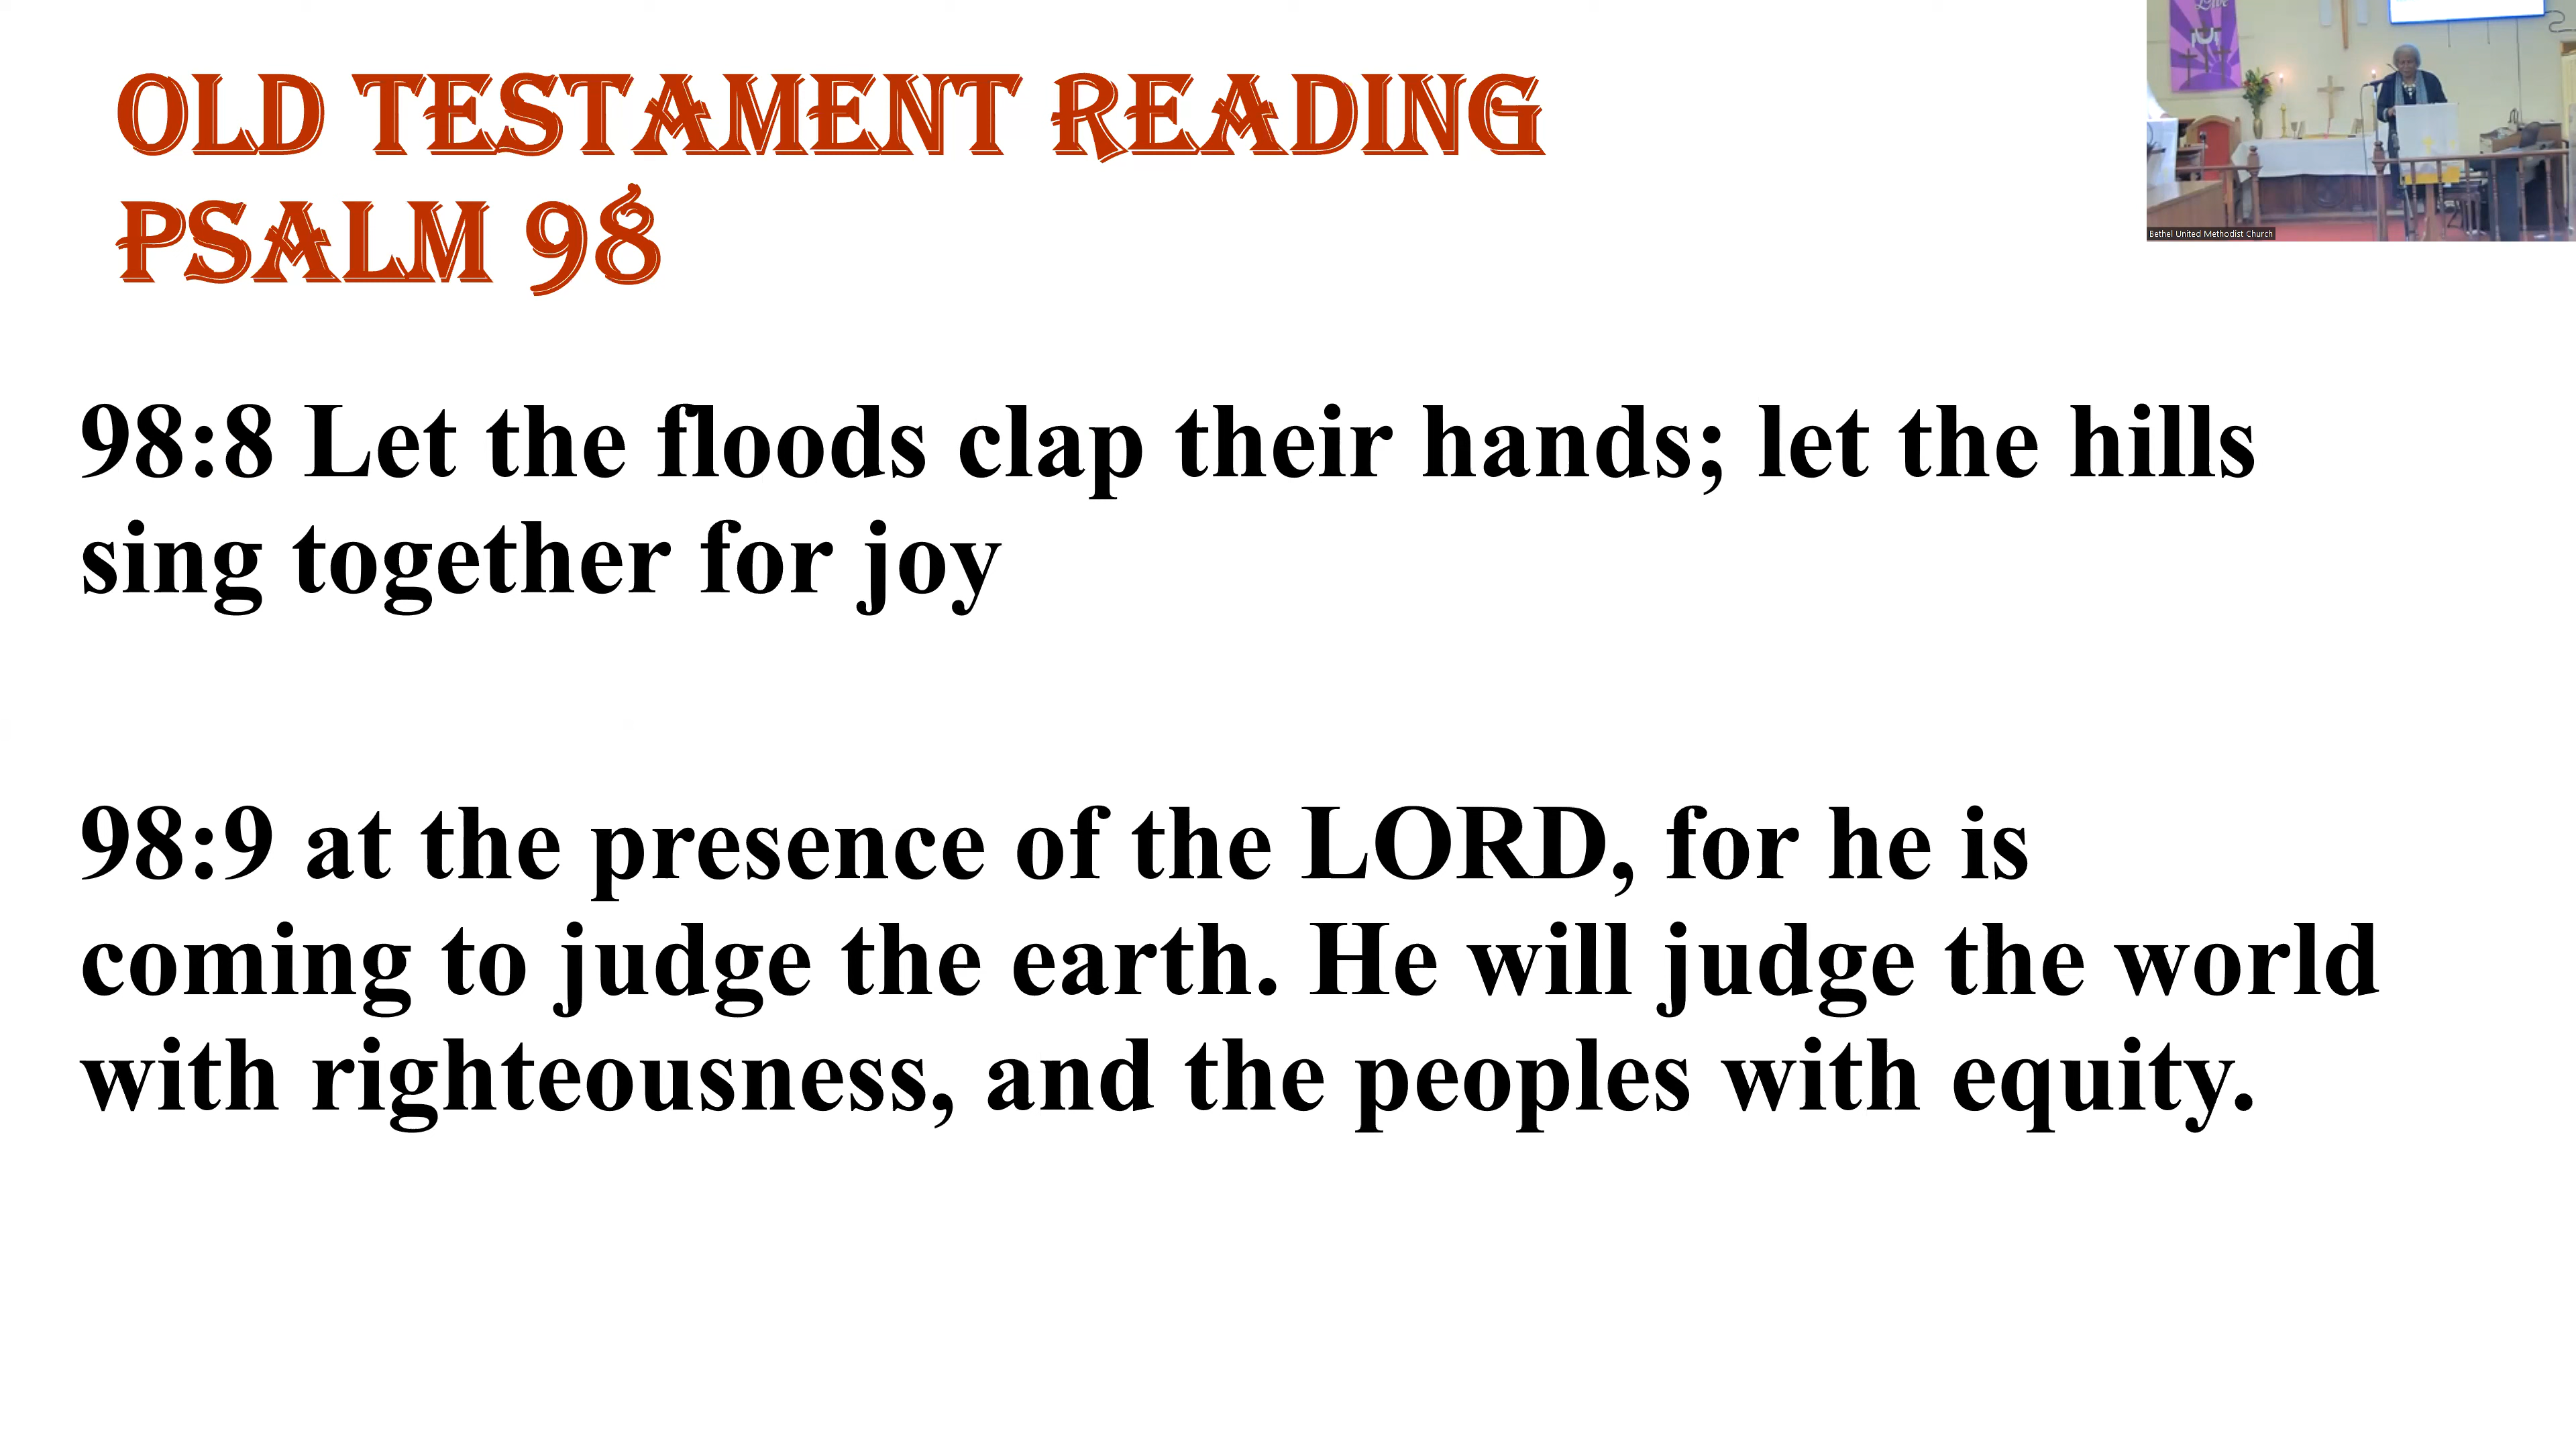 OLD TESTAMENT READING
PSALM 98
98:8 Let the floods clap their hands; let the hills
sing together for joy
98:9 at the presence of the LORD, for he is
coming to judge the earth. He will judge the world
with righteousness, and the peoples with equity.
Bethel United Methodist Church